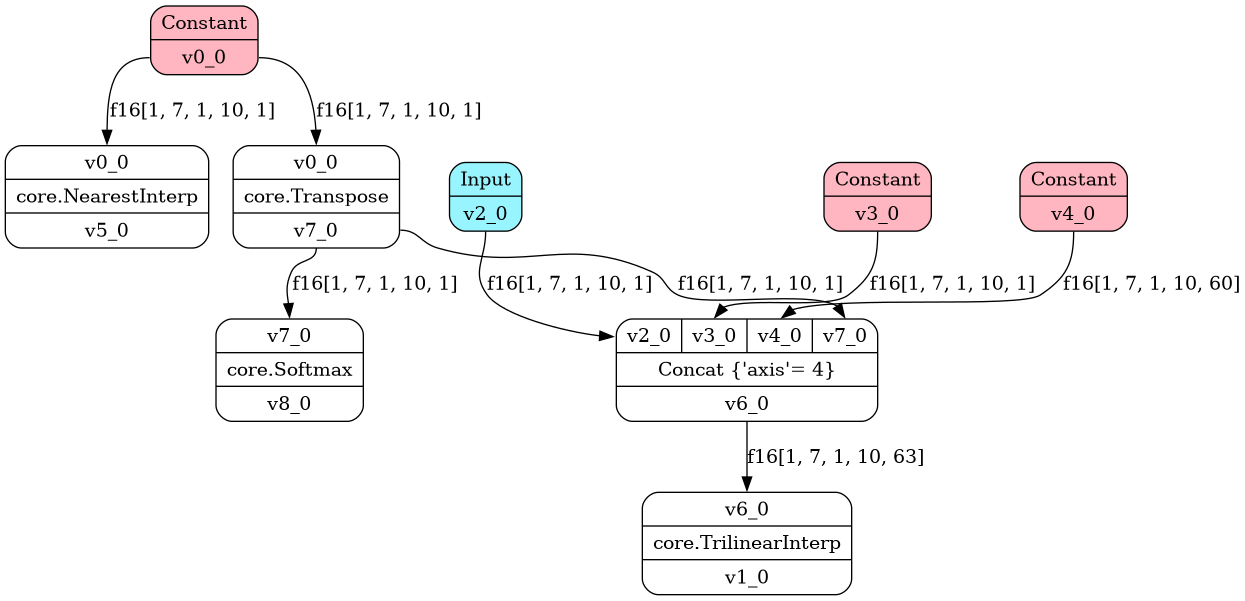 Constant
v0_0
f16[1, 7, 1, 10, 1]
f16[1, 7, 1, 10, 1]
v0_0
core.NearestInterp
v5_0
v0_0
core.Transpose
v7_0
Input
v2_0
Constant
v3_0
Constant
v4_0
f16[1, 7, 1, 10, 1]
f16[1, 7, 1, 10, 1]
f16[1, 7, 1, 10, 1]
f16[1, 7, 1, 10, 1]
f16[1, 7, 1, 10, 60]
v7_0
core.Softmax
v8_0
v2_0 v3_0 v4_0 v7_0
Concat {'axis'= 4}
v6_0
f16[1, 7, 1, 10, 63]
v6_0
core.TrilinearInterp
v1_0